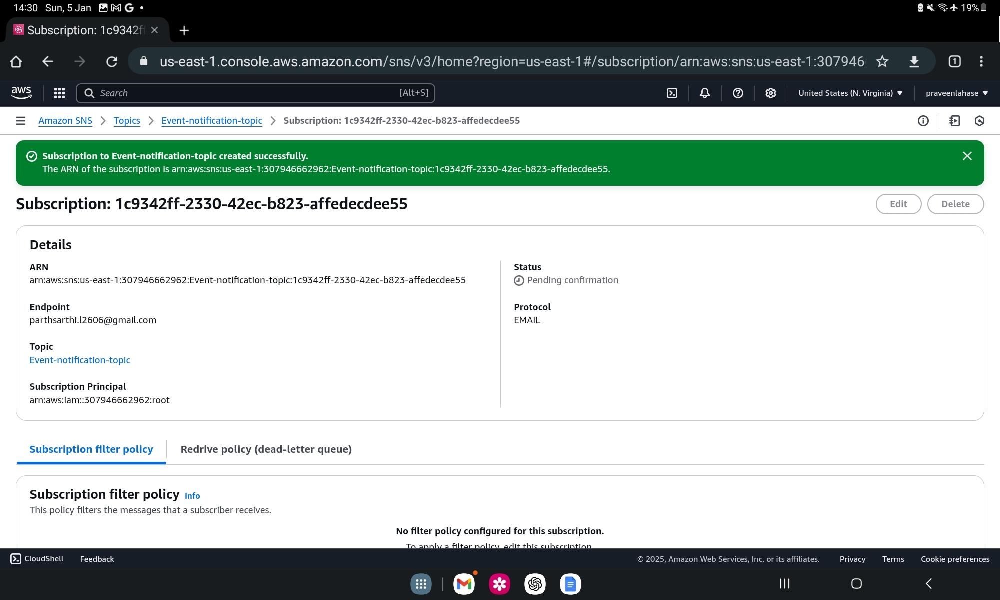 14:30 Sun, 5 Jan
19%
Subscription: 1c9342ff
us-east-1.console.aws.amazon.com/sns/v3/home?region=us-east-1#/subscription/arn:aws:sns:us-east-1:307946
1
aws
Search
[Alt+S]
United States (N. Virginia)
praveenlahase
Amazon SNS
Topics
Event-notification-topic
Subscription: 1c9342ff-2330-42ec-b823-affedecdee55
Subscription to Event-notification-topic created successfully.
The ARN of the subscription is arn:aws:sns:us-east-1:307946662962:Event-notification-topic:1c9342ff-2330-42ec-b823-affedecdee55.
Subscription: 1c9342ff-2330-42ec-b823-affedecdee55
Edit
Delete
Details
ARN
arn:aws:sns:us-east-1:307946662962:Event-notification-topic:1c9342ff-2330-42ec-b823-affedecdee55
Endpoint
parthsarthi.l2606@gmail.com
Topic
Event-notification-topic
Subscription Principal
arn:aws:iam::307946662962:root
Status
Pending confirmation
Protocol
EMAIL
Subscription filter policy
Redrive policy (dead-letter queue)
Subscription filter policy Info
This policy filters the messages that a subscriber receives.
No filter policy configured for this subscription.
To apply a filter policy, edit this subscription.
CloudShell
Feedback
© 2025, Amazon Web Services, Inc. or its affiliates.
Privacy
Terms
Cookie preferences